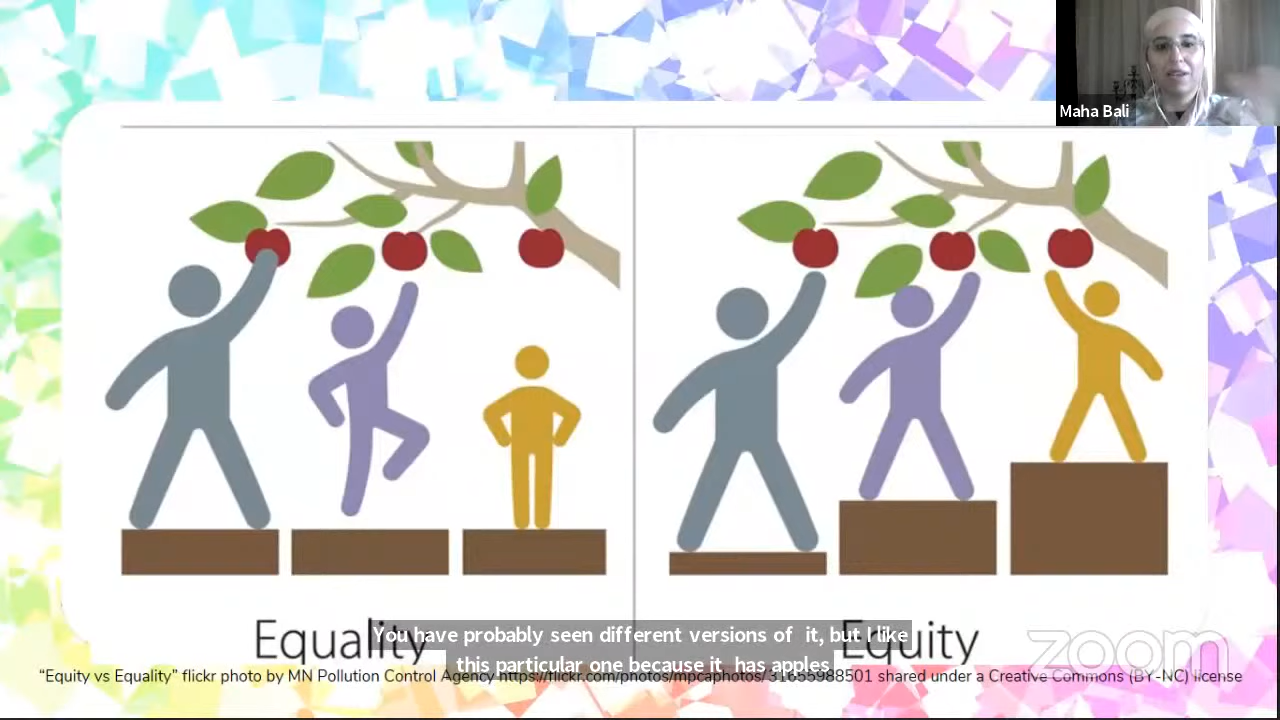 Maha Bali
Equality
Equity
You have probably seen different versions of it, but I like
this particular one because it has apples
zoom
“Equity vs Equality” flickr photo by MN Pollution Control Agency https://flickr.com/photos/mpcaphotos/31655988501 shared under a Creative Commons (BY-NC) license